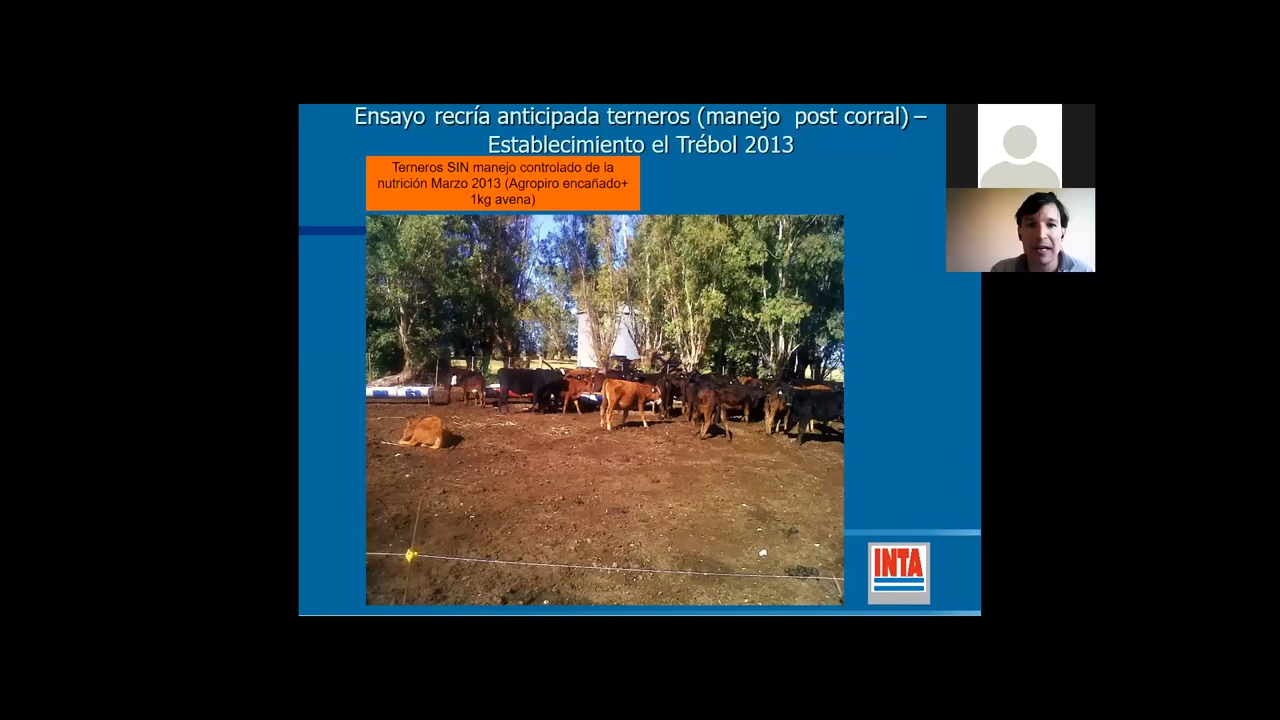 Ensayo recría anticipada terneros (manejo  post corral) –
Establecimiento el Trébol 2013
Terneros SIN manejo controlado de la
nutrición Marzo 2013 (Agropiro encañado+
1kg avena)
INTA